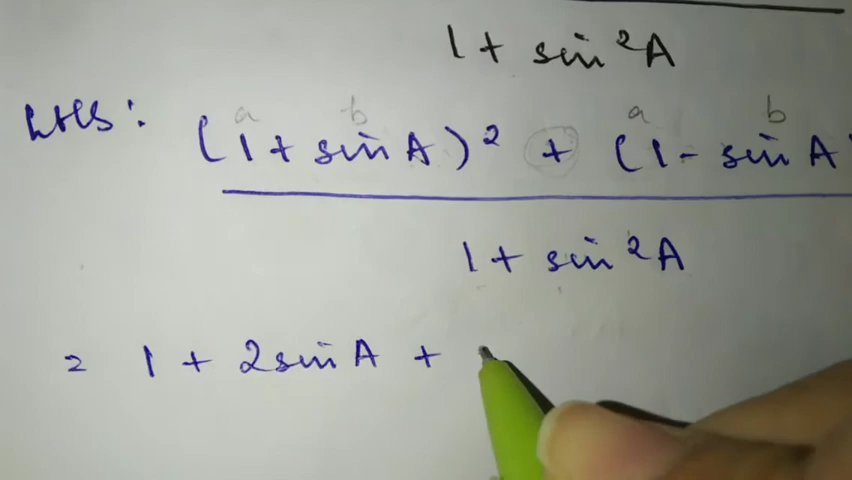 1 + sin²A
LHS:
a b a b
(1 + sin A)² + (1 - sin A)
1 + sin²A
= 1 + 2sin A +